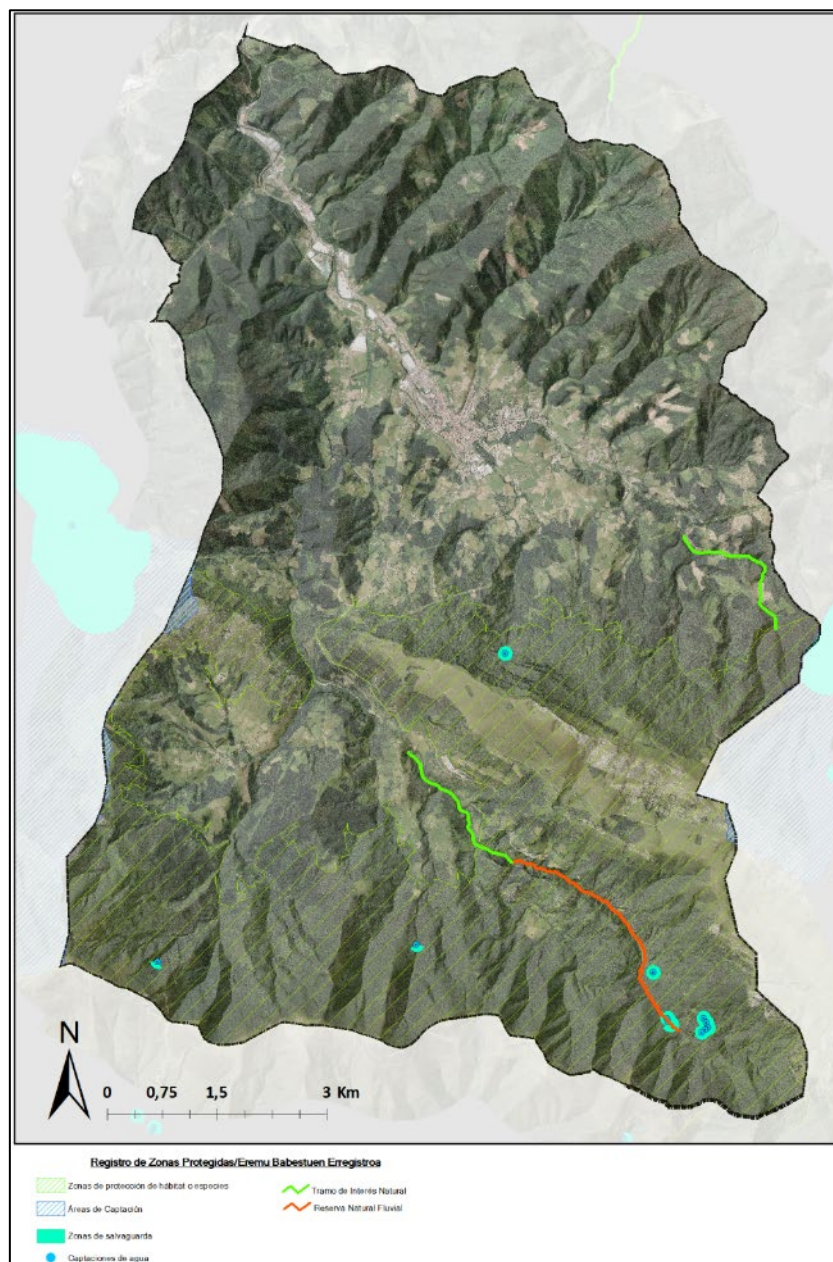 N
0 0,75 1,5 3 Km
Registro de Zonas Protegidas/Eremu Babestuen Erregistroa
Zonas de protección de hábitat o especies
Tramo de Interés Natural
Áreas de Captación
Reserva Natural Fluvial
Zonas de salvaguarda
Captaciones de agua